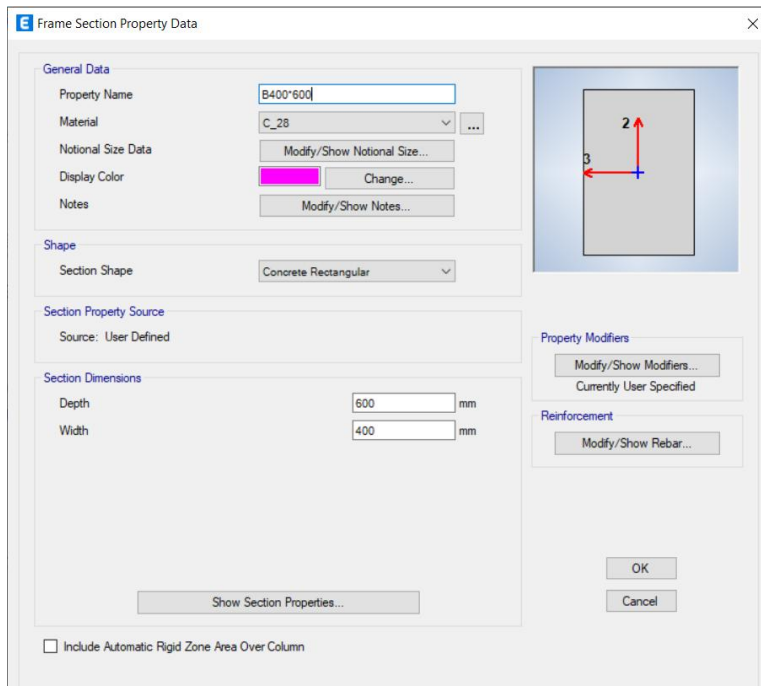 E Frame Section Property Data
General Data
Property Name B400*600
Material C_28 ...
Notional Size Data Modify/Show Notional Size...
Display Color Change...
Notes Modify/Show Notes...
Shape
Section Shape Concrete Rectangular
Section Property Source
Source: User Defined
Section Dimensions
Depth 600 mm
Width 400 mm
Show Section Properties...
Include Automatic Rigid Zone Area Over Column
2
3
Property Modifiers
Modify/Show Modifiers...
Currently User Specified
Reinforcement
Modify/Show Rebar...
OK
Cancel